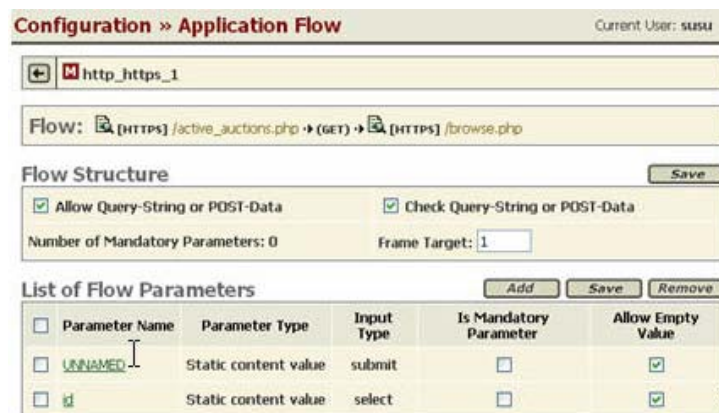 Configuration » Application Flow
Current User: susu
M http_https_1
Flow: [HTTPS] /active_auctions.php (GET) [HTTPS] /browse.php
Flow Structure
Save
Allow Query-String or POST-Data
Check Query-String or POST-Data
Number of Mandatory Parameters: 0
Frame Target: 1
List of Flow Parameters
Add Save Remove
Parameter Name Parameter Type Input Type Is Mandatory Parameter Allow Empty Value
UNNAMED Static content value submit
id Static content value select